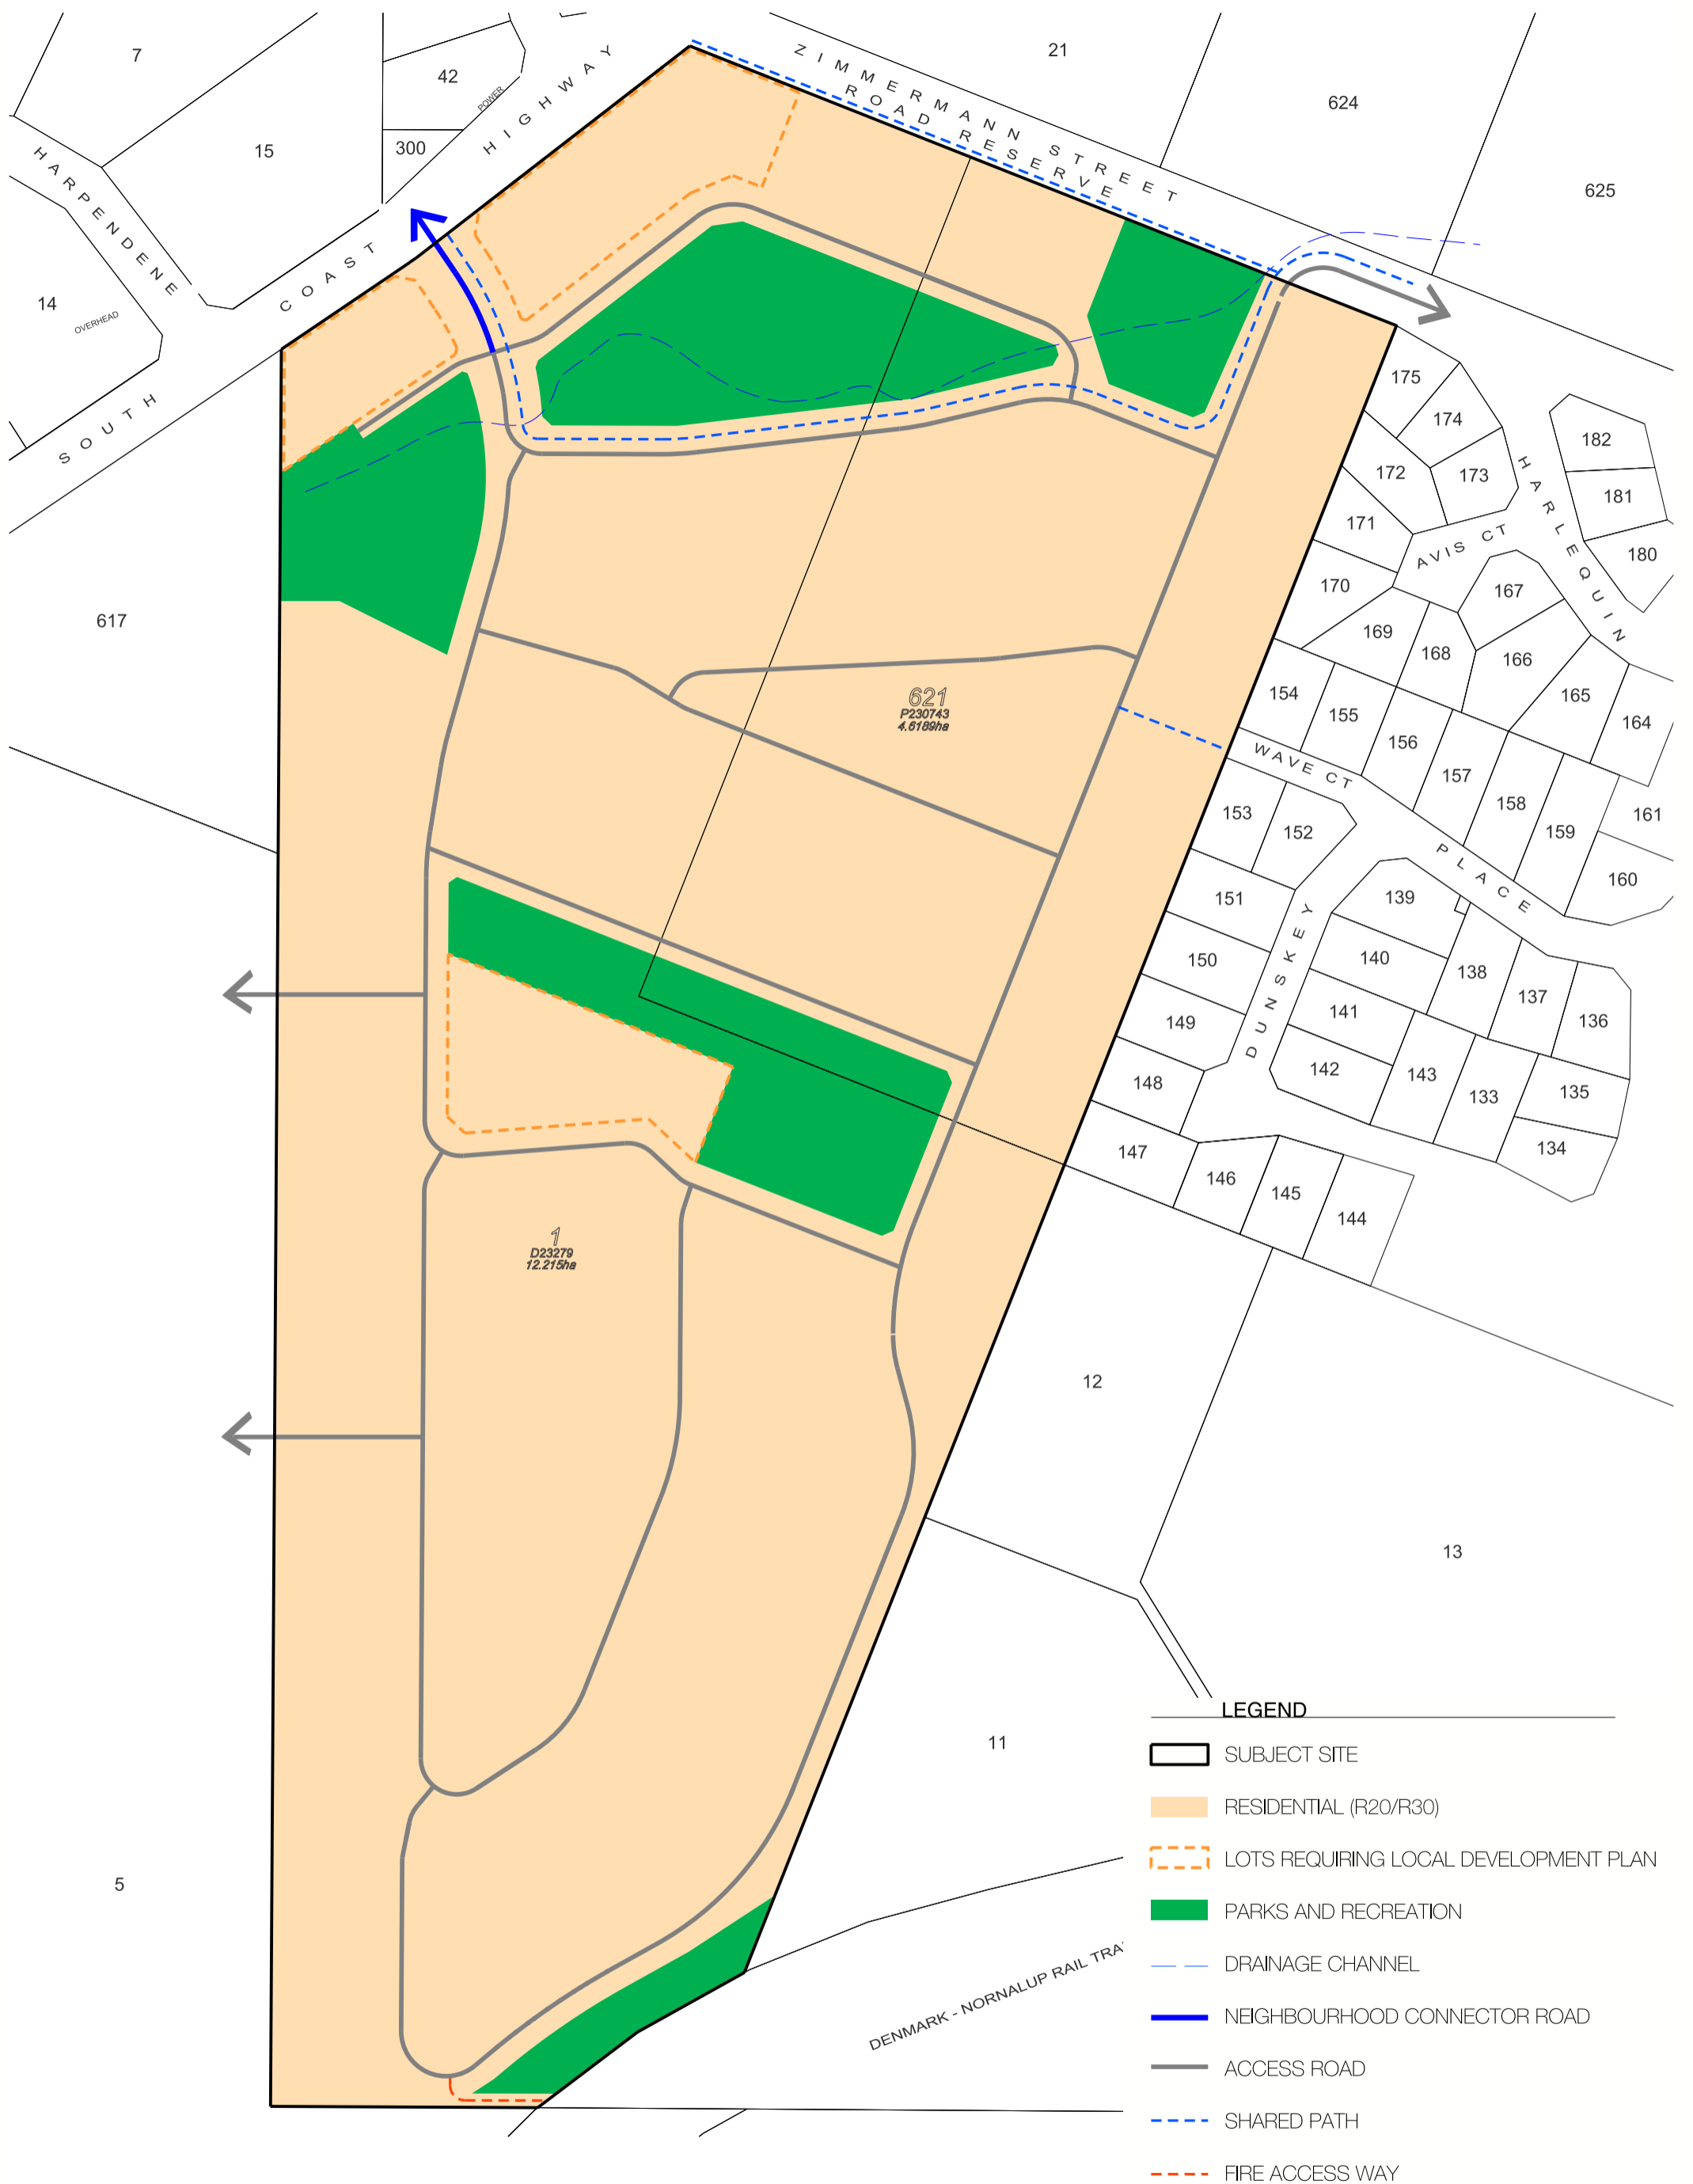 7
42
POWER
15
300
HARPENDENE
14
OVERHEAD
SOUTH COAST HIGHWAY
ZIMMERMANN STREET
ROAD RESERVE
21
624
625
617
175
174
172
173
171
170
169
168
167
166
165
164
182
181
180
HARLEQUIN
AVIS CT
154
155
156
157
158
159
161
160
WAVE CT
PLACE
153
152
151
150
149
148
147
146
145
144
DUNSKEY
139
140
141
142
138
137
136
143
133
135
134
621
P230743
4.6189ha
1
D23279
12.215ha
12
13
11
5
DENMARK - NORNALUP RAIL
LEGEND
SUBJECT SITE
RESIDENTIAL (R20/R30)
LOTS REQUIRING LOCAL DEVELOPMENT PLAN
PARKS AND RECREATION
DRAINAGE CHANNEL
NEIGHBOURHOOD CONNECTOR ROAD
ACCESS ROAD
SHARED PATH
FIRE ACCESS WAY